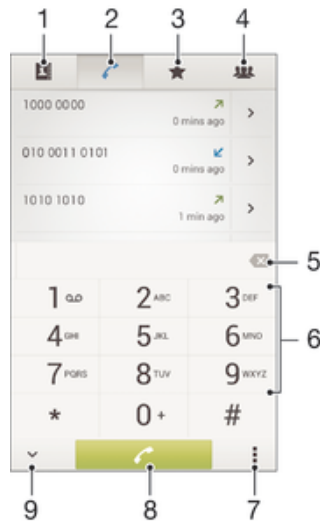 1 2 3 4
1000 0000
0 mins ago
010 0011 0101
0 mins ago
1010 1010
1 min ago
5
1 2 ABC 3 DEF
4 GHI 5 JKL 6 MNO
6
7 PQRS 8 TUV 9 WXYZ
* 0 + #
9 8 7